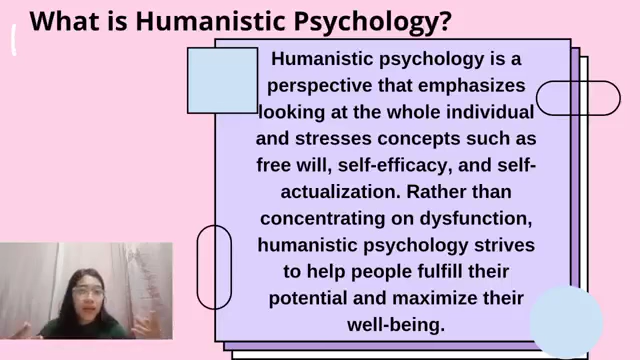 What is Humanistic Psychology?
Humanistic psychology is a
perspective that emphasizes
looking at the whole individual
and stresses concepts such as
free will, self-efficacy, and self-
actualization. Rather than
concentrating on dysfunction,
humanistic psychology strives
to help people fulfill their
potential and maximize their
well-being.